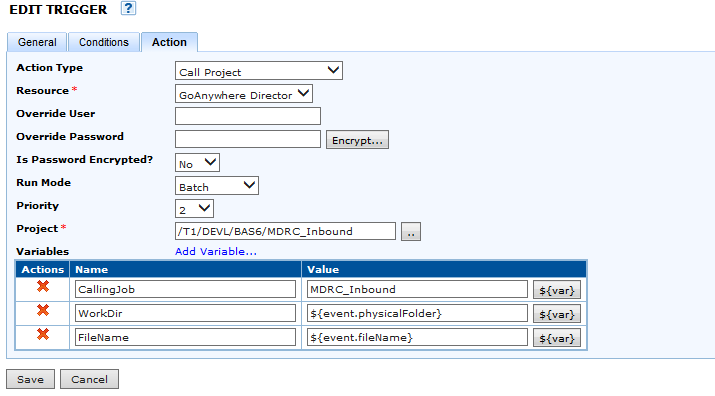 EDIT TRIGGER ?
General Conditions Action
Action Type Call Project
Resource * GoAnywhere Director
Override User
Override Password Encrypt...
Is Password Encrypted? No
Run Mode Batch
Priority 2
Project * /T1/DEVL/BAS6/MDRC_Inbound ..
Variables Add Variable...
Actions Name Value
CallingJob MDRC_Inbound ${var}
WorkDir ${event.physicalFolder} ${var}
FileName ${event.fileName} ${var}
Save Cancel